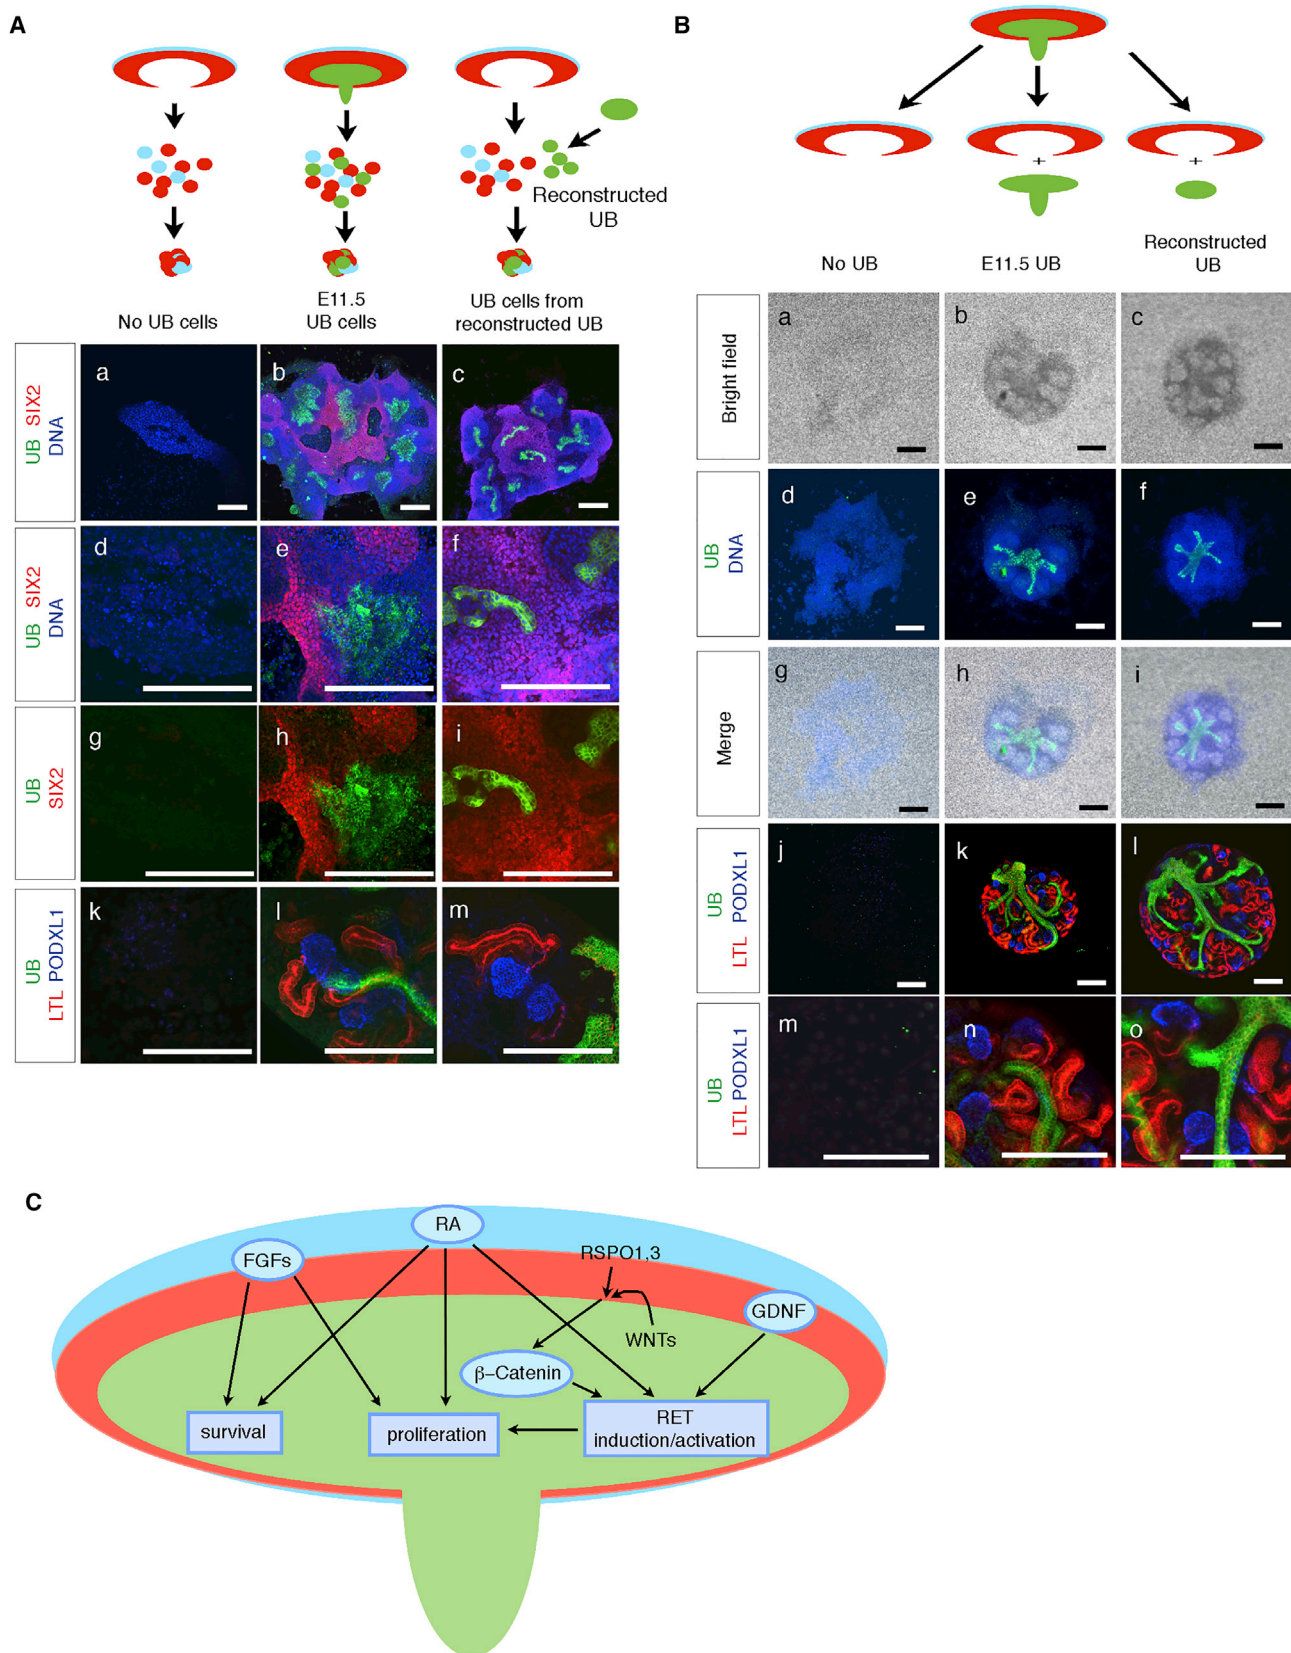 A
Reconstructed
UB
No UB cells
E11.5
UB cells
UB cells from
reconstructed UB
UB SIX2
DNA
a
b
c
UB SIX2
DNA
d
e
f
UB
SIX2
g
h
i
UB
LTL PODXL1
k
l
m
B
+
+
No UB
E11.5 UB
Reconstructed
UB
Bright field
a
b
c
UB
DNA
d
e
f
Merge
g
h
i
UB
LTL PODXL1
j
k
l
UB
LTL PODXL1
m
n
o
C
RA
FGFs
RSPO1,3
GDNF
WNTs
β–Catenin
survival
proliferation
RET
induction/activation